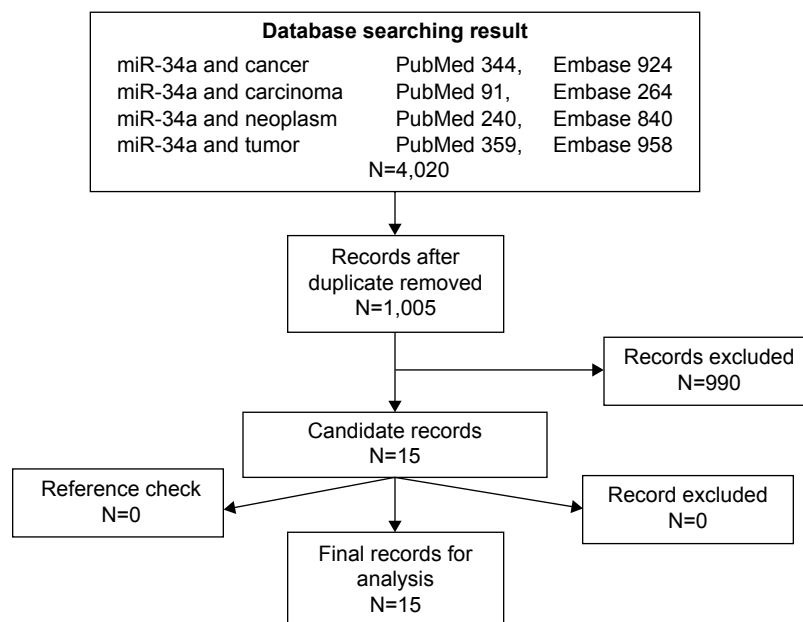 Database searching result
miR-34a and cancer PubMed 344, Embase 924
miR-34a and carcinoma PubMed 91, Embase 264
miR-34a and neoplasm PubMed 240, Embase 840
miR-34a and tumor PubMed 359, Embase 958
N=4,020
Records after
duplicate removed
N=1,005
Records excluded
N=990
Candidate records
N=15
Reference check
N=0
Record excluded
N=0
Final records for
analysis
N=15